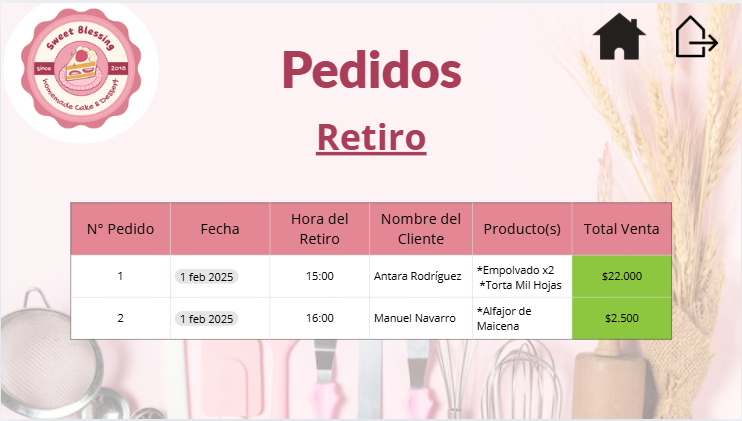 Sweet Blessing
since 2018
Homemade Cake & Dessert
Pedidos
Retiro
N° Pedido Fecha Hora del Retiro Nombre del Cliente Producto(s) Total Venta
1 1 feb 2025 15:00 Antara Rodríguez *Empolvado x2 *Torta Mil Hojas $22.000
2 1 feb 2025 16:00 Manuel Navarro *Alfajor de Maicena $2.500